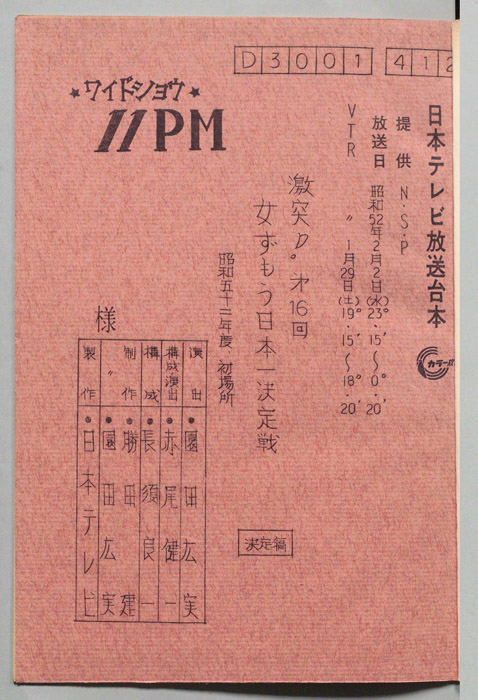 D3001 412
★ワイドショウ★
11PM
日本テレビ放送台本
カラー
提供 N・S・P
放送日 昭和52年2月2日(水)23°15′〜0°20′
VTR 〃 1月29日(土)19°15′〜18°20′
激突 才16回
女ずもう日本一決定戦
昭和五十二年度、初場所
決定稿
様
演出 ●園田広実
構成演出 ●赤尾健一
構成 ●長須良一
制作 ●勝田建
〃 ●園田広実
製作 ●日本テレビ